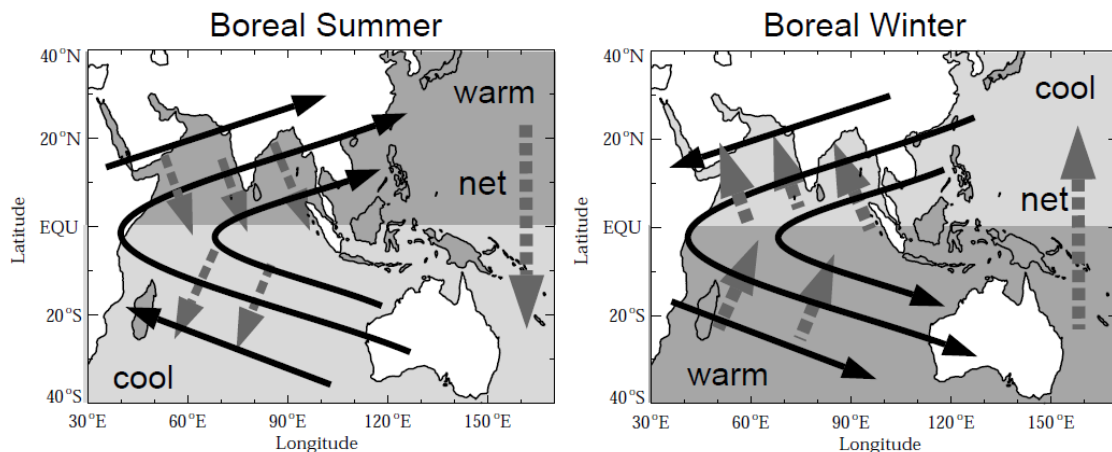 Boreal Summer
40°N
20°N
EQU
20°S
40°S
Latitude
warm
net
cool
30°E
60°E
90°E
120°E
150°E
Longitude
Boreal Winter
40°N
20°N
EQU
20°S
40°S
Latitude
cool
net
warm
30°E
60°E
90°E
120°E
150°E
Longitude